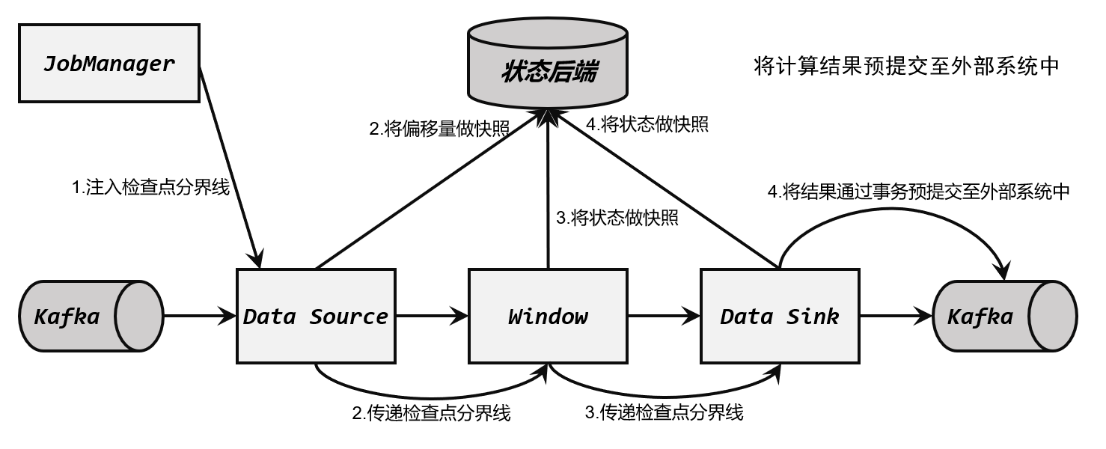 JobManager
状态后端
将计算结果预提交至外部系统中
2.将偏移量做快照
4.将状态做快照
1.注入检查点分界线
4.将结果通过事务预提交至外部系统中
3.将状态做快照
Kafka
Data Source
Window
Data Sink
Kafka
2.传递检查点分界线
3.传递检查点分界线